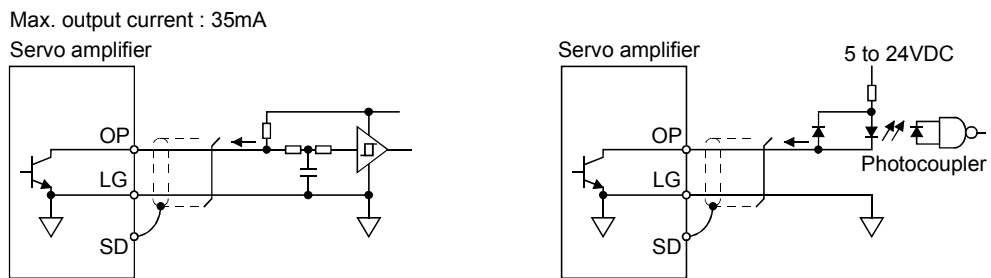 Max. output current : 35mA
Servo amplifier
OP
LG
SD
Servo amplifier
5 to 24VDC
OP
Photocoupler
LG
SD